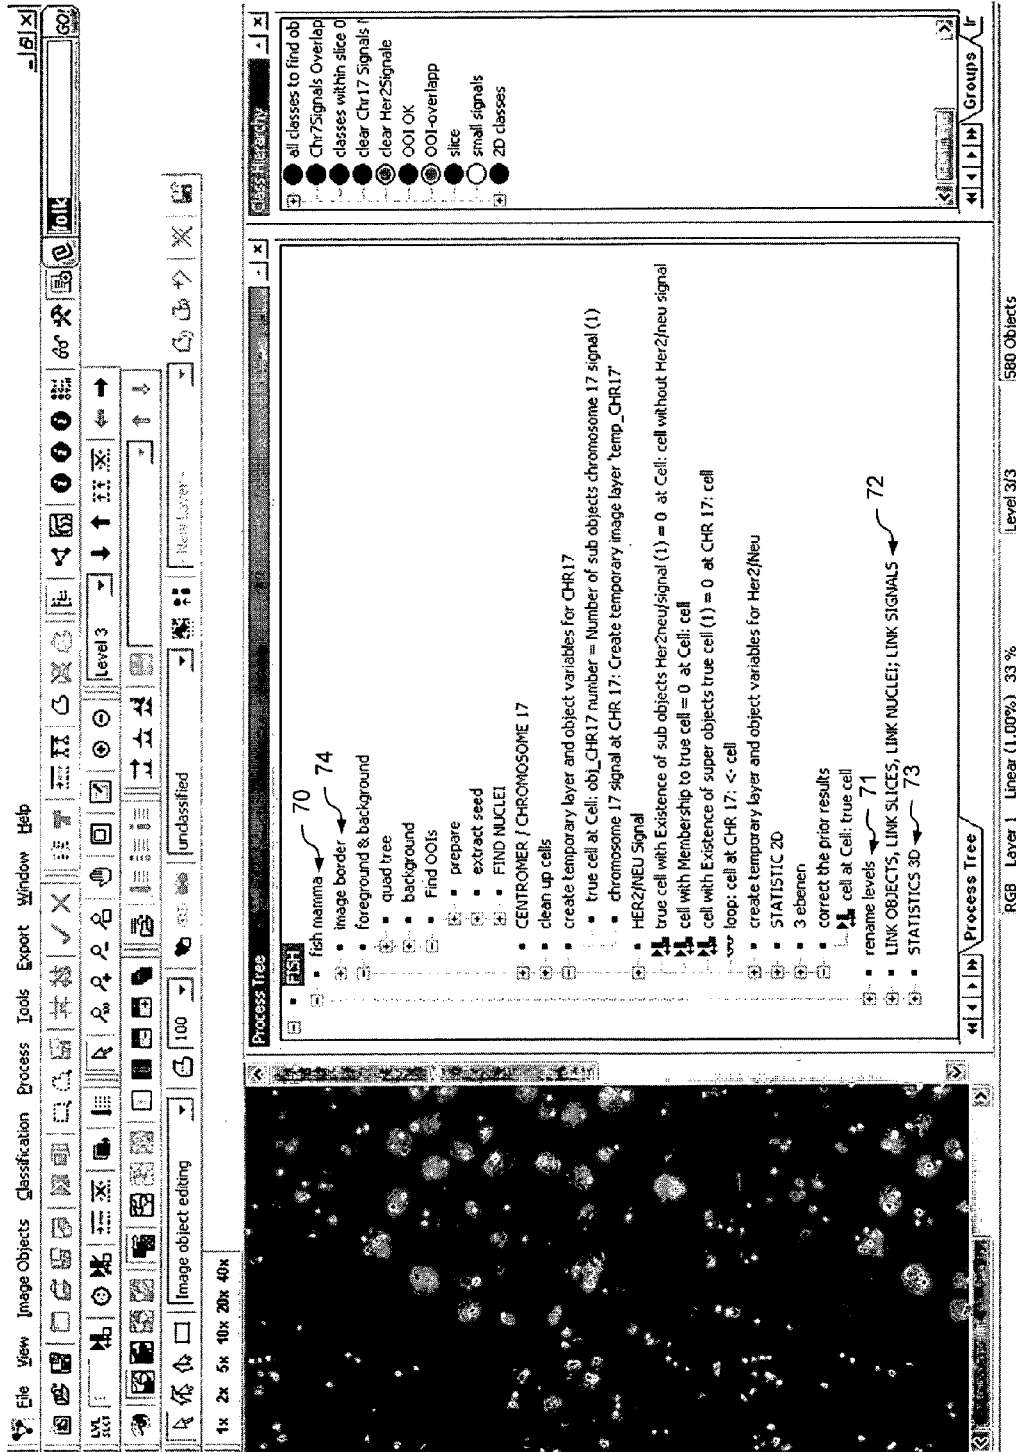 File View Image Objects Classification Process Tools Export Window Help
folk
GO!
Level 3
Image object editing
100
unclassified
- New Layer -
1x 2x 5x 10x 20x 40x
Process Tree
FISH
fish mamma
70
image border
74
foreground & background
quad tree
background
Find OOIs
prepare
extract seed
FIND NUCLEI
CENTROMER / CHROMOSOME 17
clean up cells
create temporary layer and object variables for CHR17
true cell at Cell: obj_CHR17 number = Number of sub objects chromosome 17 signal (1)
chromosome 17 signal at CHR 17: Create temporary image layer 'temp_CHR17'
HER2/NEU Signal
true cell with Existence of sub objects Her2neu/signal (1) = 0 at Cell: cell without Her2/neu signal
cell with Membership to true cell = 0 at Cell: cell
cell with Existence of super objects true cell (1) = 0 at CHR 17: cell
loop: cell at CHR 17: <- cell
create temporary layer and object variables for Her2/Neu
STATISTIC 2D
3 ebenen
correct the prior results
cell at Cell: true cell
rename levels
71
LINK OBJECTS, LINK SLICES, LINK NUCLEI; LINK SIGNALS
72
STATISTICS 3D
73
Process Tree
Class Hierarchy
all classes to find ob
Chr7Signals Overlap
classes within slice 0
clear Chr17 Signals
clear Her2Signale
OOI OK
OOI-overlapp
slice
small signals
2D classes
Groups
RGB Layer 1 Linear (1.00%) 33 % Level 3/3 580 Objects